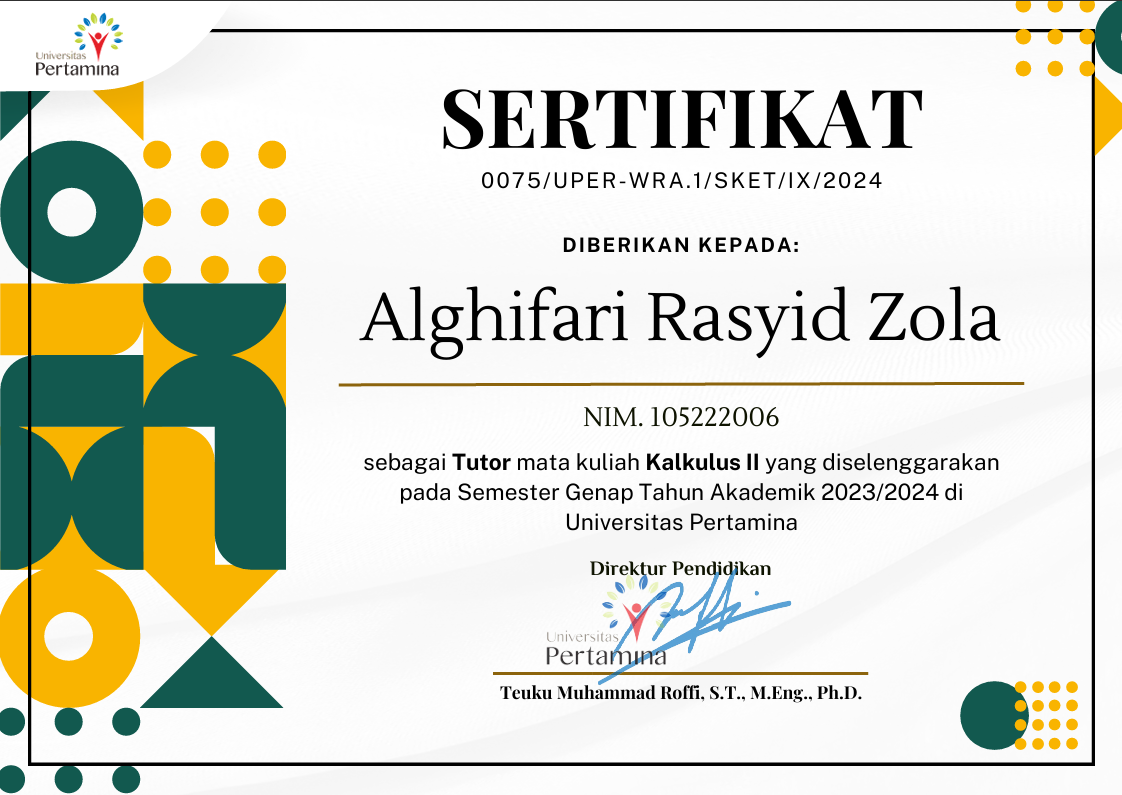 Universitas
Pertamina
SERTIFIKAT
0075/UPER-WRA.1/SKET/IX/2024
DIBERIKAN KEPADA:
Alghifari Rasyid Zola
NIM. 105222006
sebagai Tutor mata kuliah Kalkulus II yang diselenggarakan
pada Semester Genap Tahun Akademik 2023/2024 di
Universitas Pertamina
Direktur Pendidikan
Universitas
Pertamina
Teuku Muhammad Roffi, S.T., M.Eng., Ph.D.